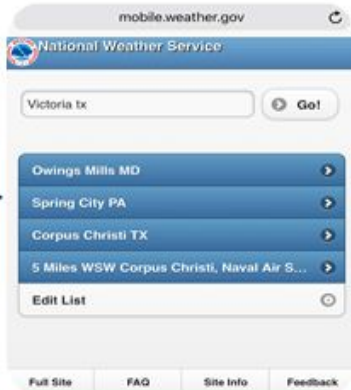 mobile.weather.gov
National Weather Service
Victoria tx
Go!
Owings Mills MD
Spring City PA
Corpus Christi TX
5 Miles WSW Corpus Christi, Naval Air S...
Edit List
Full Site FAQ Site Info Feedback